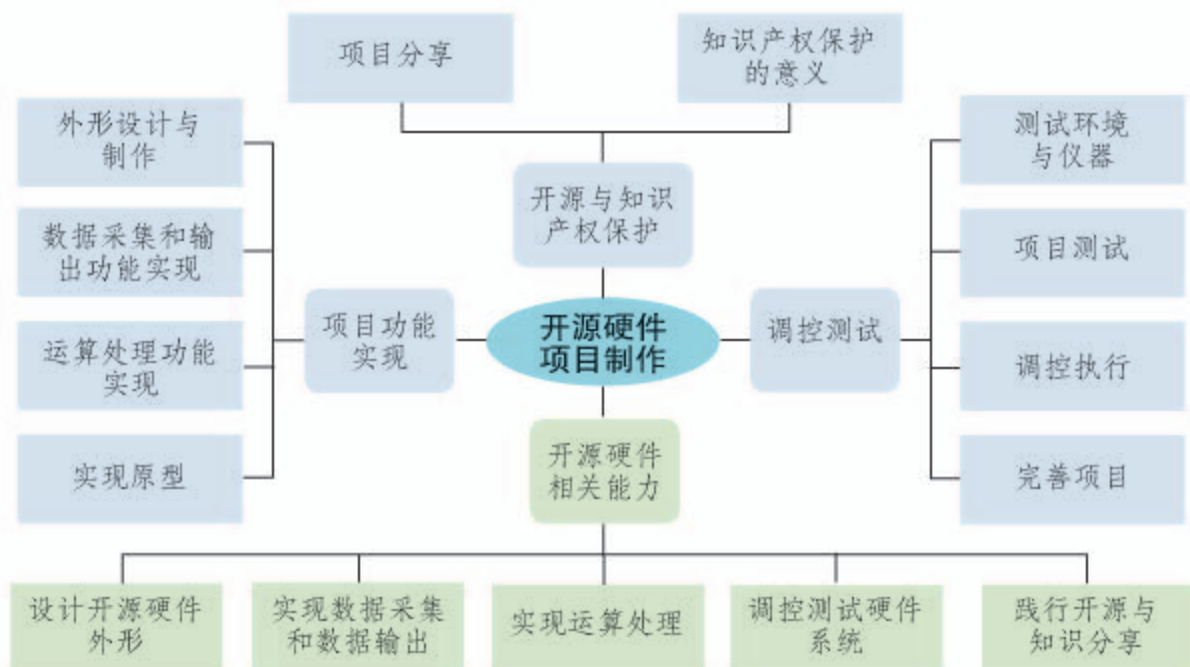 项目分享
知识产权保护
的意义
外形设计与
制作
测试环境
与仪器
开源与知识
产权保护
数据采集和输
出功能实现
项目测试
项目功能
实现
开源硬件
项目制作
调控测试
运算处理功能
实现
调控执行
实现原型
开源硬件
相关能力
完善项目
设计开源硬件
外形
实现数据采集
和数据输出
实现运算处理
调控测试硬件
系统
践行开源与
知识分享